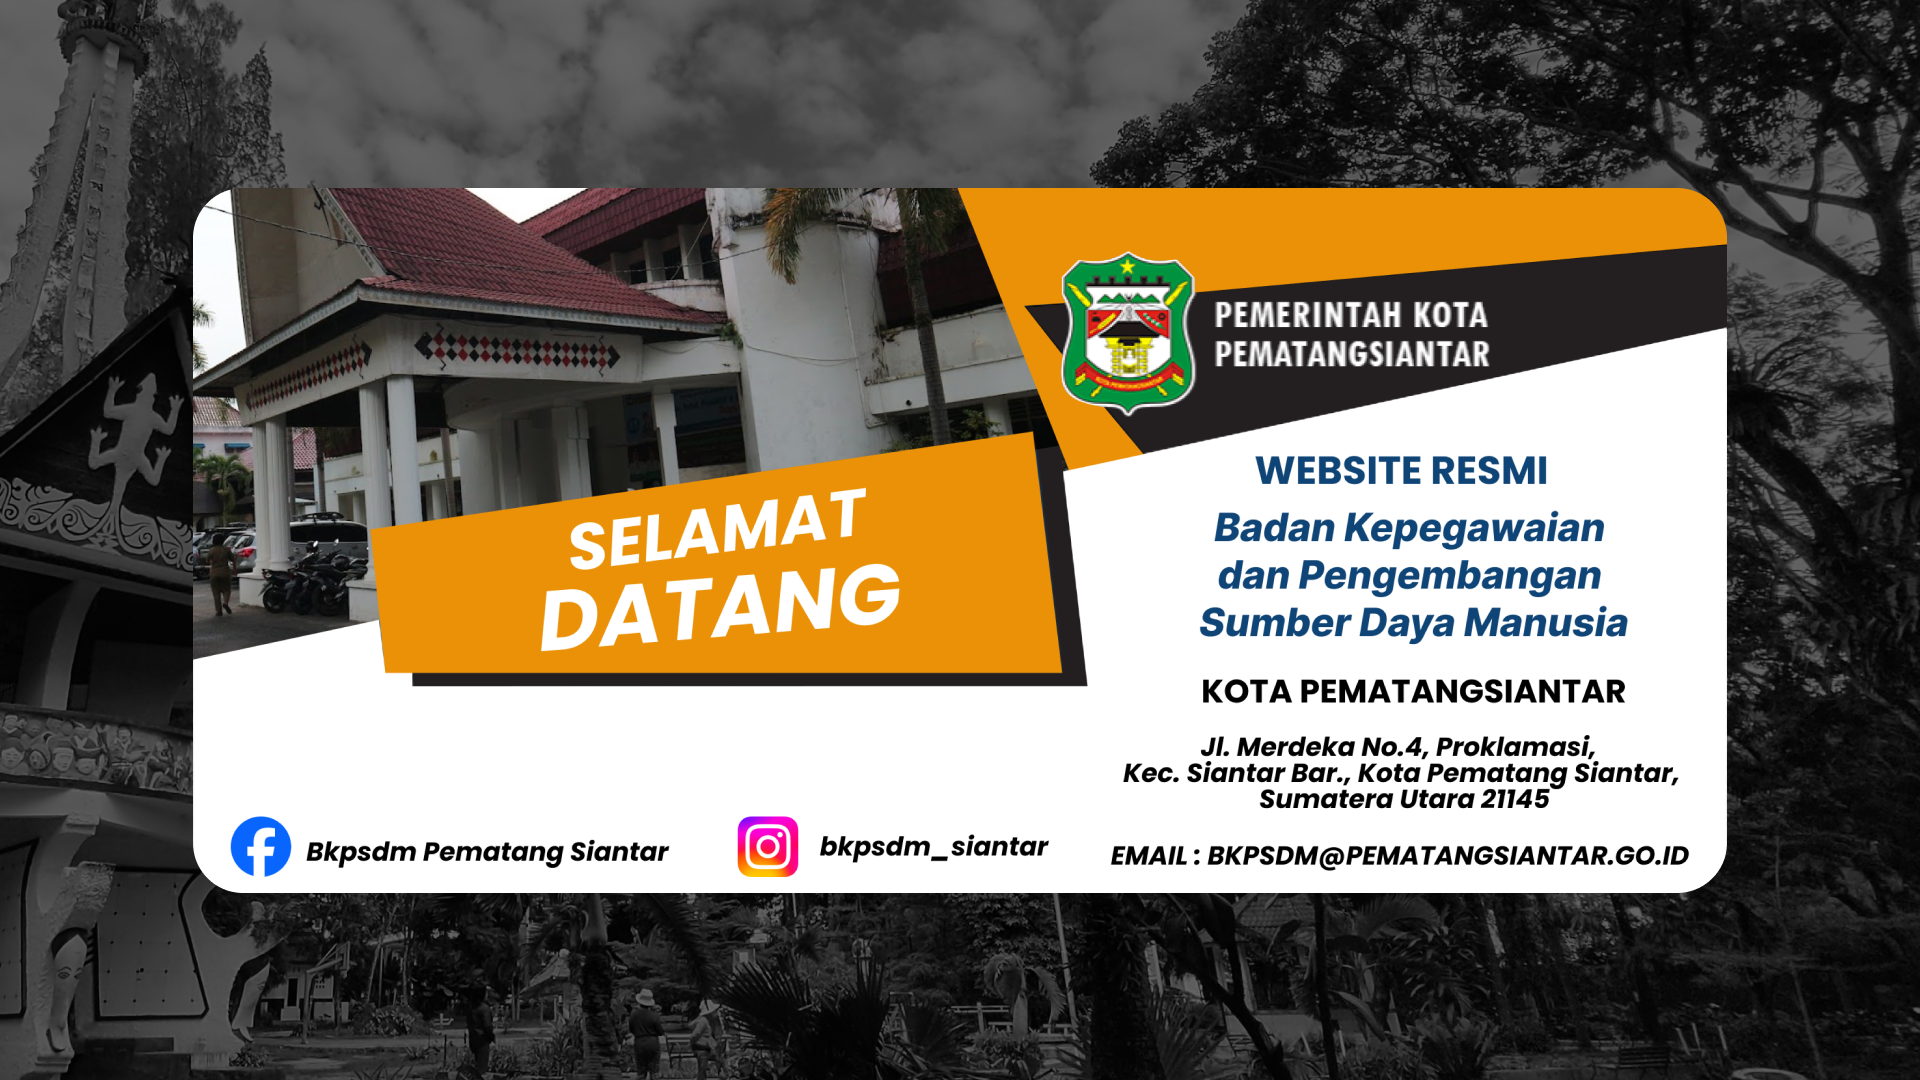 PEMERINTAH KOTA
PEMATANGSIANTAR
SELAMAT
DATANG
WEBSITE RESMI
Badan Kepegawaian
dan Pengembangan
Sumber Daya Manusia
KOTA PEMATANGSIANTAR
Jl. Merdeka No.4, Proklamasi,
Kec. Siantar Bar., Kota Pematang Siantar,
Sumatera Utara 21145
Bkpsdm Pematang Siantar
bkpsdm_siantar
EMAIL : BKPSDM@PEMATANGSIANTAR.GO.ID